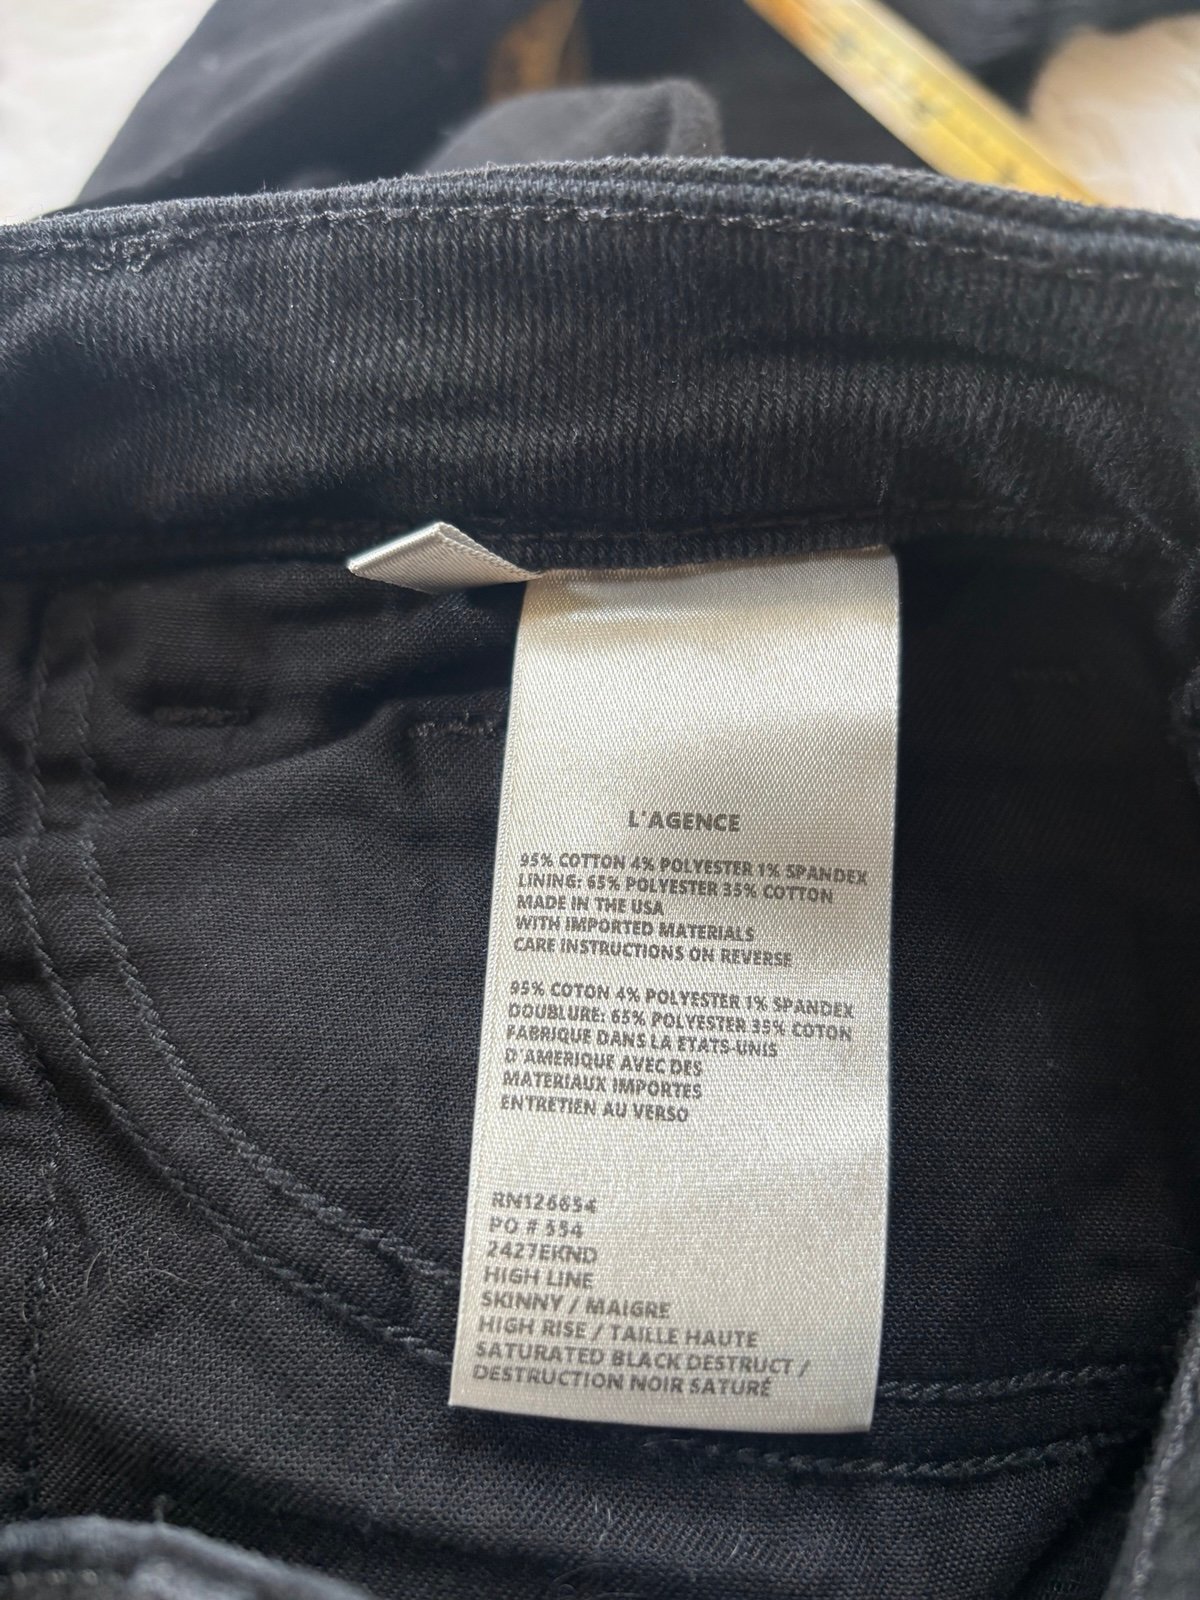 L'AGENCE
95% COTTON 4% POLYESTER 1% SPANDEX
LINING: 65% POLYESTER 35% COTTON
MADE IN THE USA
WITH IMPORTED MATERIALS
CARE INSTRUCTIONS ON REVERSE
95% COTON 4% POLYESTER 1% SPANDEX
DOUBLURE: 65% POLYESTER 35% COTON
FABRIQUE DANS LA ETATS-UNIS
D'AMERIQUE AVEC DES
MATERIAUX IMPORTES
ENTRETIEN AU VERSO
RN126654
PO # 554
2427EKND
HIGH LINE
SKINNY / MAIGRE
HIGH RISE / TAILLE HAUTE
SATURATED BLACK DESTRUCT /
DESTRUCTION NOIR SATURÉ